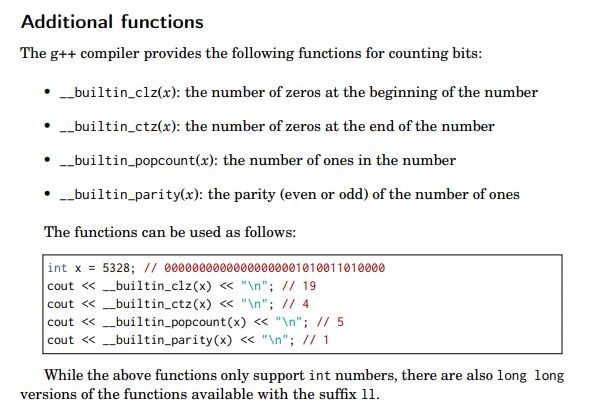 Additional functions
The g++ compiler provides the following functions for counting bits:
• __builtin_clz(x): the number of zeros at the beginning of the number
• __builtin_ctz(x): the number of zeros at the end of the number
• __builtin_popcount(x): the number of ones in the number
• __builtin_parity(x): the parity (even or odd) of the number of ones
The functions can be used as follows:
int x = 5328; // 00000000000000000001010011010000
cout << __builtin_clz(x) << "\n"; // 19
cout << __builtin_ctz(x) << "\n"; // 4
cout << __builtin_popcount(x) << "\n"; // 5
cout << __builtin_parity(x) << "\n"; // 1
While the above functions only support int numbers, there are also long long
versions of the functions available with the suffix ll.